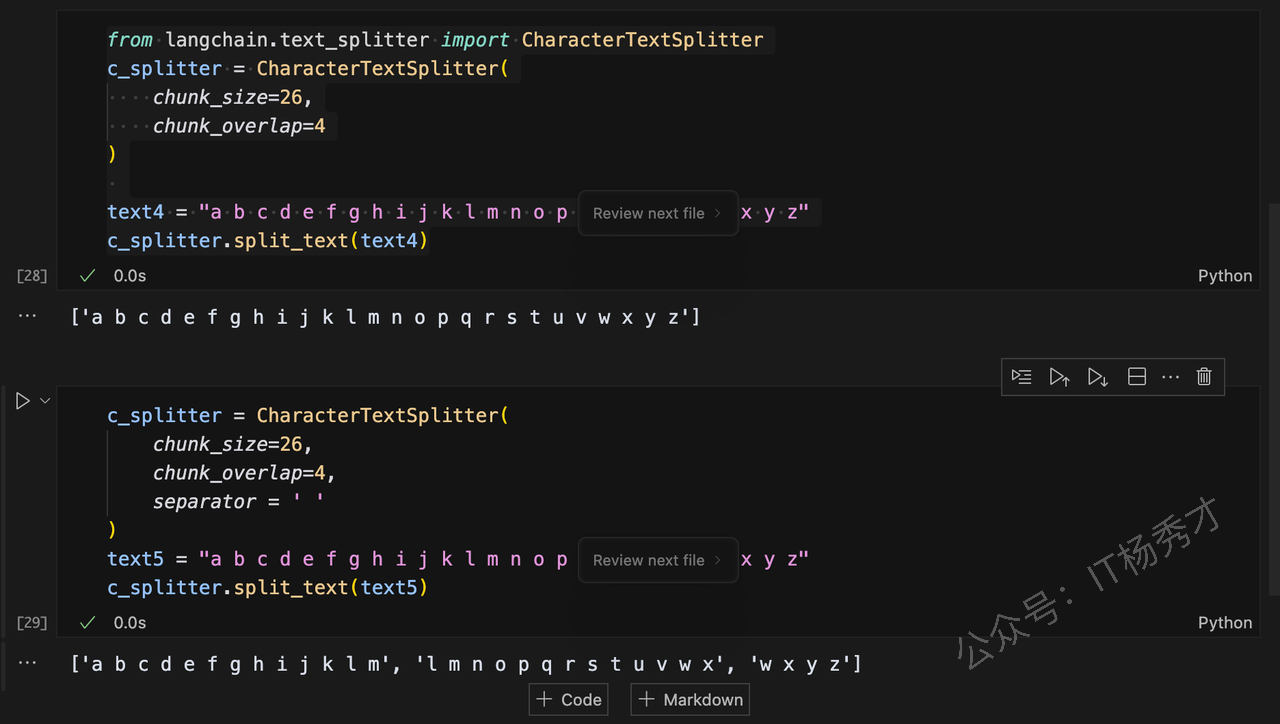 from langchain.text_splitter import CharacterTextSplitter
c_splitter = CharacterTextSplitter(
    chunk_size=26,
    chunk_overlap=4
)
text4 = "a b c d e f g h i j k l m n o p Review next file > x y z"
c_splitter.split_text(text4)
[28] ✓ 0.0s Python
... ['a b c d e f g h i j k l m n o p q r s t u v w x y z']
c_splitter = CharacterTextSplitter(
    chunk_size=26,
    chunk_overlap=4,
    separator = ' '
)
text5 = "a b c d e f g h i j k l m n o p Review next file > x y z"
c_splitter.split_text(text5)
[29] ✓ 0.0s Python
... ['a b c d e f g h i j k l m', 'l m n o p q r s t u v w x', 'w x y z']
+ Code + Markdown
公众号：IT杨秀才